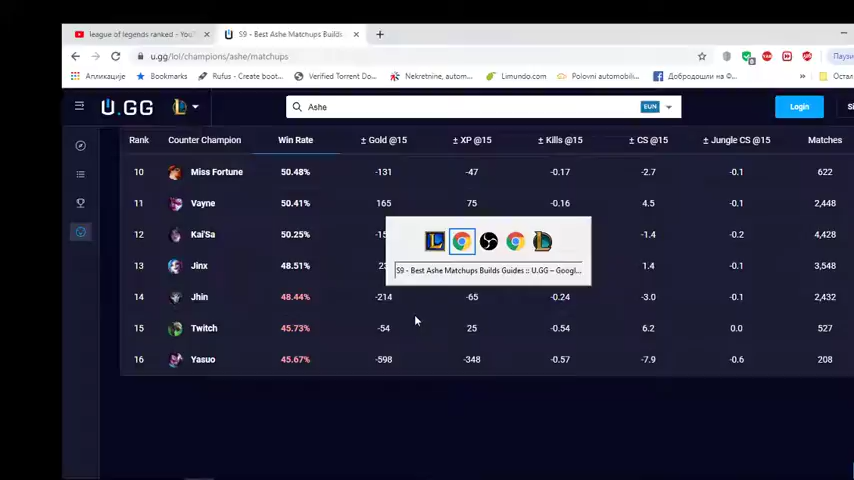 league of legends ranked - YouT
S9 - Best Ashe Matchups Builds
u.gg/lol/champions/ashe/matchups
Паузи
Апликације
Bookmarks
Rufus - Create boot...
Verified Torrent Do...
Nekretnine, autom...
Limundo.com
Polovni automobili...
Добродошли на Ф...
»
Остал
U.GG
Ashe
EUN
Login
Si
Rank Counter Champion Win Rate ± Gold @15 ± XP @15 ± Kills @15 ± CS @15 ± Jungle CS @15 Matches
10 Miss Fortune 50.48% -131 -47 -0.17 -2.7 -0.1 622
11 Vayne 50.41% 165 75 -0.16 4.5 -0.1 2,448
12 Kai'Sa 50.25% -1.4 -0.2 4,428
13 Jinx 48.51% 1.4 -0.1 3,548
S9 - Best Ashe Matchups Builds Guides :: U.GG – Googl...
14 Jhin 48.44% -214 -65 -0.24 -3.0 -0.1 2,432
15 Twitch 45.73% -54 25 -0.54 6.2 0.0 527
16 Yasuo 45.67% -598 -348 -0.57 -7.9 -0.6 208